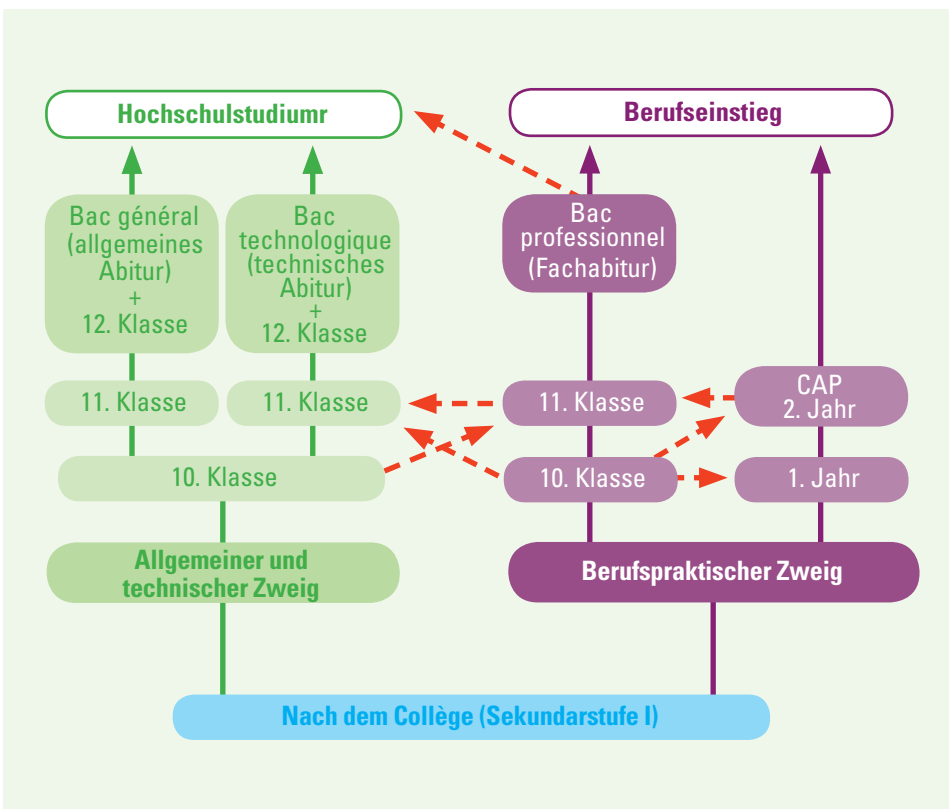 Hochschulstudiumr
Berufseinstieg
Bac général
(allgemeines
Abitur)
+
12. Klasse
Bac
technologique
(technisches
Abitur)
+
12. Klasse
Bac
professionnel
(Fachabitur)
11. Klasse
11. Klasse
11. Klasse
CAP
2. Jahr
10. Klasse
10. Klasse
1. Jahr
Allgemeiner und
technischer Zweig
Berufspraktischer Zweig
Nach dem Collège (Sekundarstufe I)